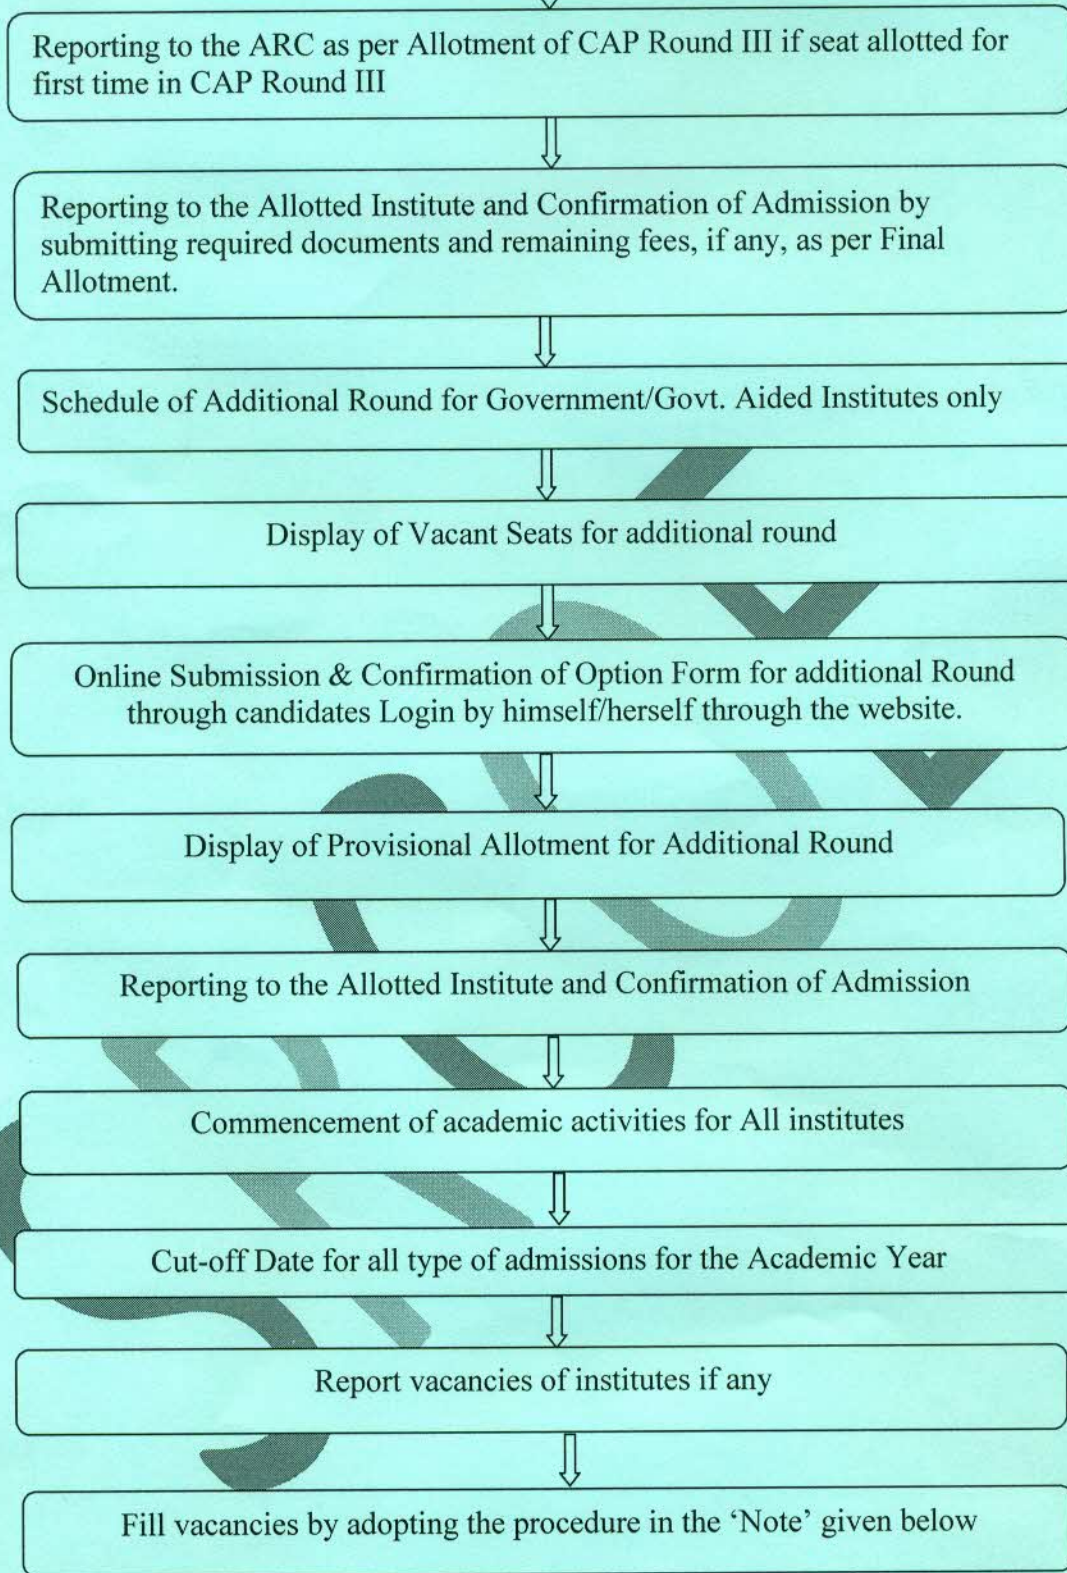 Reporting to the ARC as per Allotment of CAP Round III if seat allotted for
first time in CAP Round III
Reporting to the Allotted Institute and Confirmation of Admission by
submitting required documents and remaining fees, if any, as per Final
Allotment.
Schedule of Additional Round for Government/Govt. Aided Institutes only
Display of Vacant Seats for additional round
Online Submission & Confirmation of Option Form for additional Round
through candidates Login by himself/herself through the website.
Display of Provisional Allotment for Additional Round
Reporting to the Allotted Institute and Confirmation of Admission
Commencement of academic activities for All institutes
Cut-off Date for all type of admissions for the Academic Year
Report vacancies of institutes if any
Fill vacancies by adopting the procedure in the ‘Note’ given below